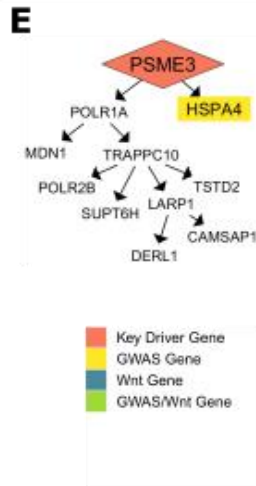 E
PSME3
POLR1A
HSPA4
MDN1
TRAPPC10
POLR2B
TSTD2
SUPT6H
LARP1
CAMSAP1
DERL1
Key Driver Gene
GWAS Gene
Wnt Gene
GWAS/Wnt Gene